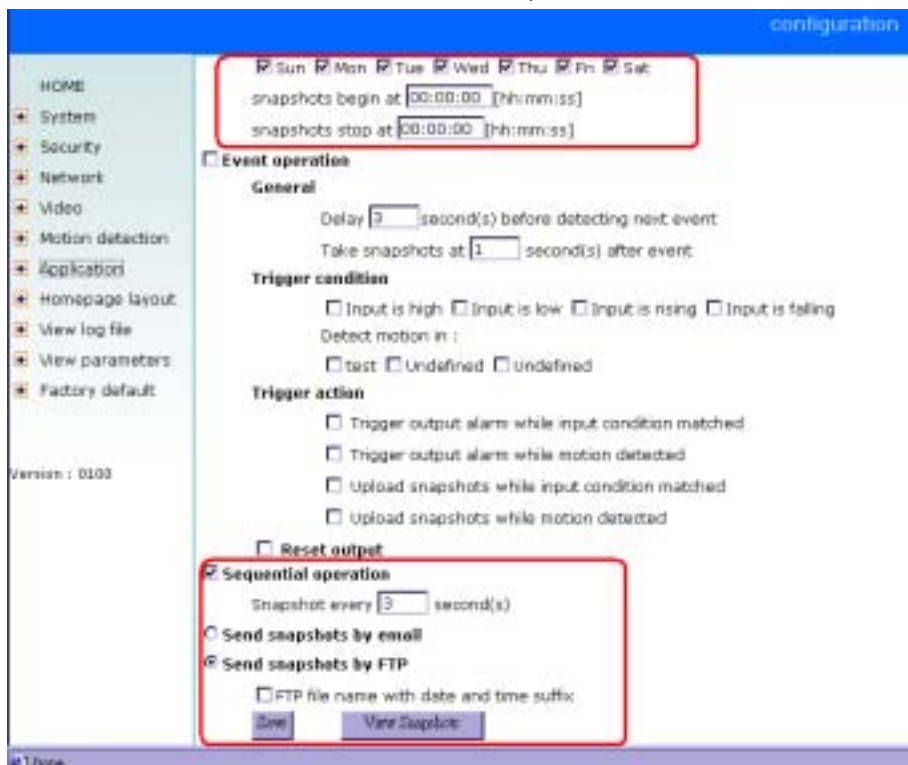 configuration
HOME
System
Security
Network
Video
Motion detection
Application
Homepage layout
View log file
View parameters
Factory default
Version : 0100
Sun Mon Tue Wed Thu Fri Sat
snapshots begin at 00:00:00 [hh:mm:ss]
snapshots stop at 00:00:00 [hh:mm:ss]
Event operation
General
Delay 3 second(s) before detecting next event
Take snapshots at 1 second(s) after event
Trigger condition
Input is high Input is low Input is rising Input is falling
Detect motion in :
test Undefined Undefined
Trigger action
Trigger output alarm while input condition matched
Trigger output alarm while motion detected
Upload snapshots while input condition matched
Upload snapshots while motion detected
Reset output
Sequential operation
Snapshot every 3 second(s)
Send snapshots by email
Send snapshots by FTP
FTP file name with date and time suffix
Save View Snapshot
Done